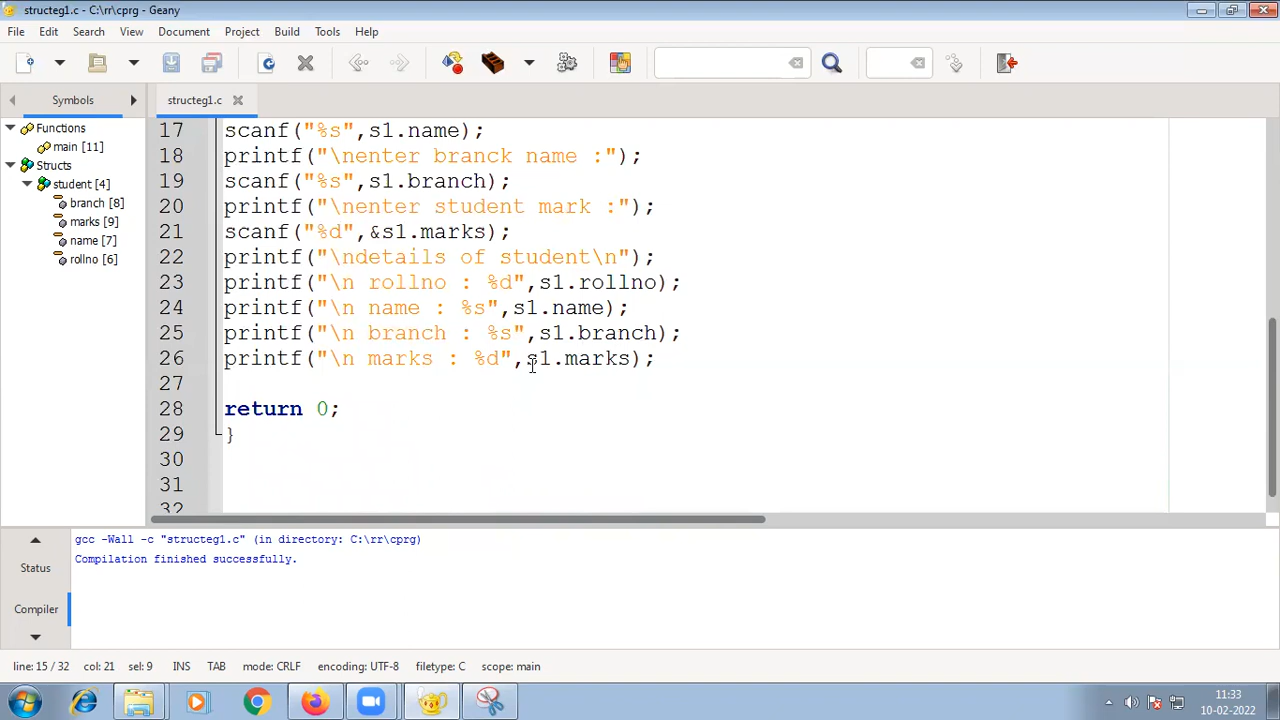 structeg1.c - C:\rr\cprg - Geany
File Edit Search View Document Project Build Tools Help
Symbols
structeg1.c
Functions
main [11]
Structs
student [4]
branch [8]
marks [9]
name [7]
rollno [6]
17 scanf("%s",s1.name);
18 printf("\nenter branck name :");
19 scanf("%s",s1.branch);
20 printf("\nenter student mark :");
21 scanf("%d",&s1.marks);
22 printf("\ndetails of student\n");
23 printf("\n rollno : %d",s1.rollno);
24 printf("\n name : %s",s1.name);
25 printf("\n branch : %s",s1.branch);
26 printf("\n marks : %d",s1.marks);
27
28 return 0;
29 }
30
31
32
Status
Compiler
gcc -Wall -c "structeg1.c" (in directory: C:\rr\cprg)
Compilation finished successfully.
line: 15 / 32 col: 21 sel: 9 INS TAB mode: CRLF encoding: UTF-8 filetype: C scope: main
11:33
10-02-2022